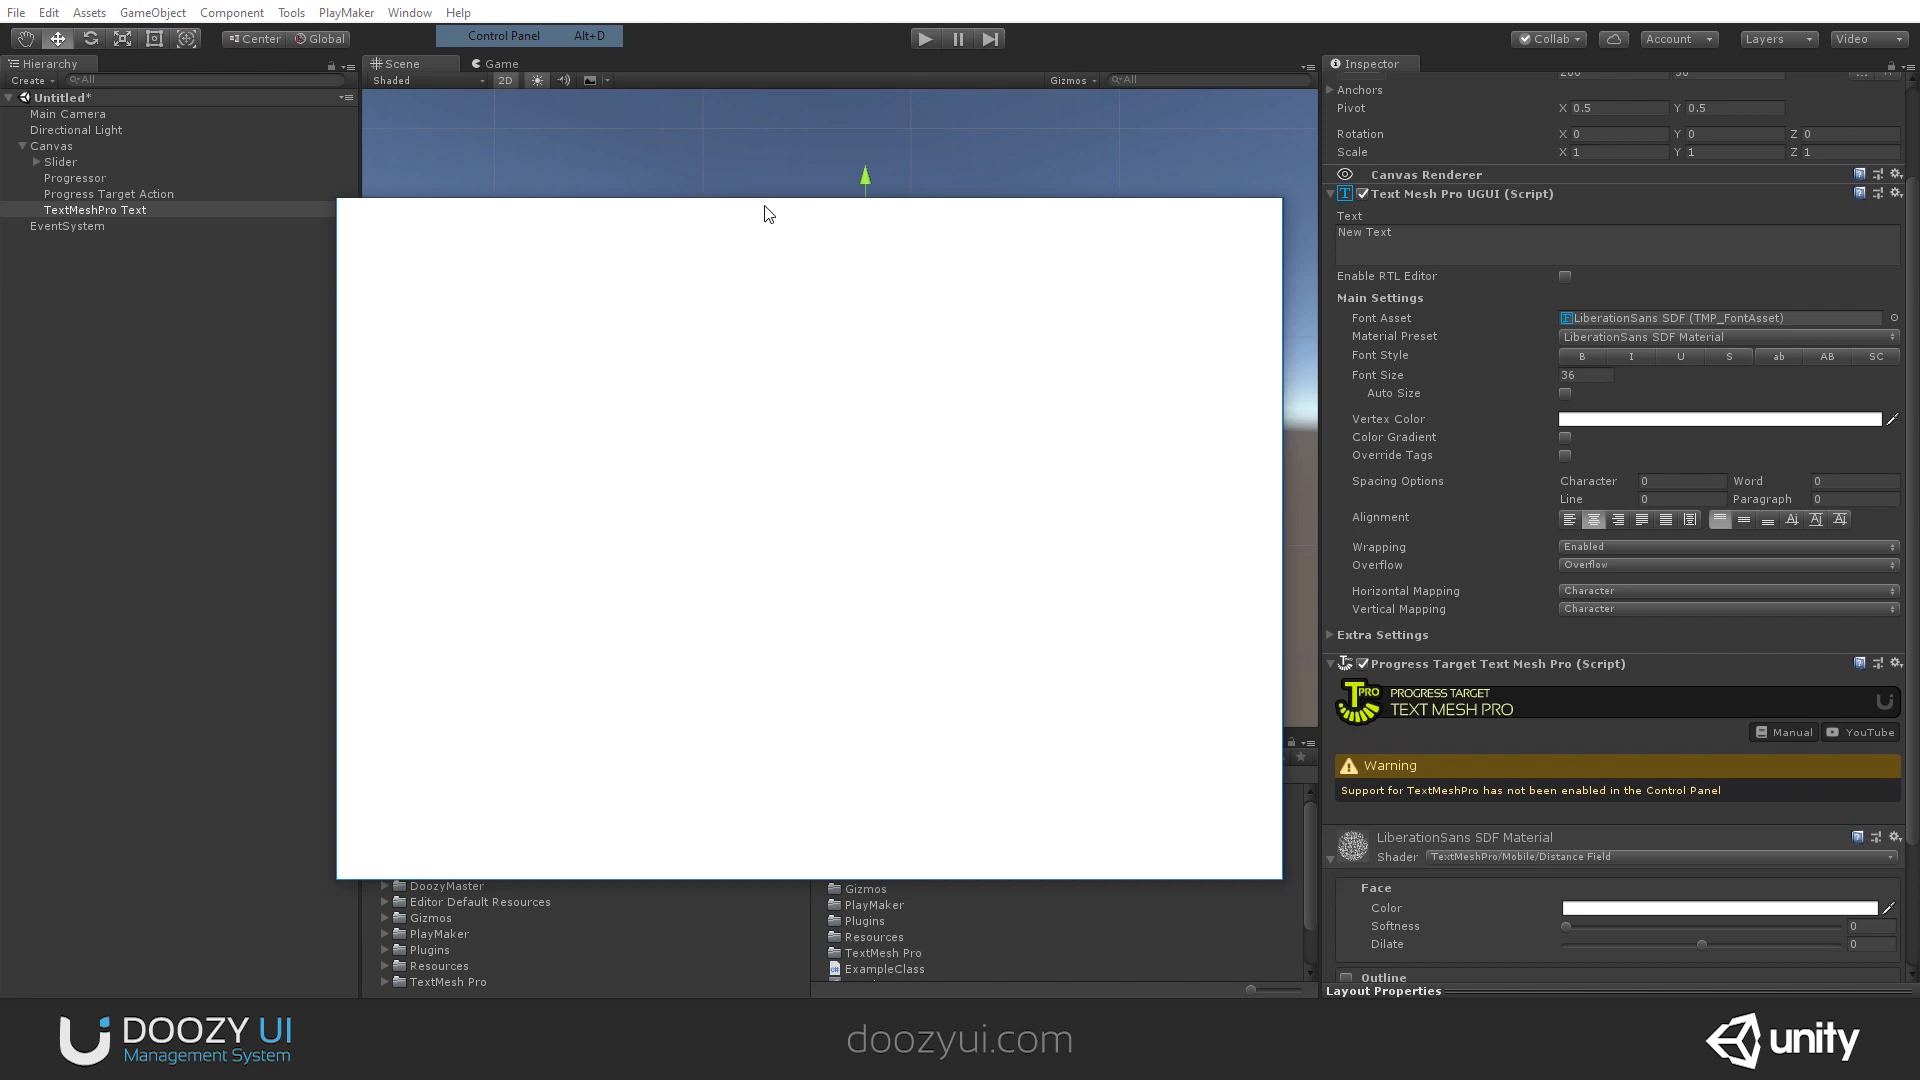 File Edit Assets GameObject Component Tools PlayMaker Window Help
Center Global Control Panel Alt+D Collab Account Layers Video
Hierarchy
Create All
Untitled*
Main Camera
Directional Light
Canvas
Slider
Progressor
Progress Target Action
TextMeshPro Text
EventSystem
Scene Game
Shaded 2D Gizmos All
DoozyMaster
Editor Default Resources
Gizmos
PlayMaker
Plugins
Resources
TextMesh Pro
Gizmos
PlayMaker
Plugins
Resources
TextMesh Pro
ExampleClass
Inspector
Anchors
Pivot X 0.5 Y 0.5
Rotation X 0 Y 0 Z 0
Scale X 1 Y 1 Z 1
Canvas Renderer
Text Mesh Pro UGUI (Script)
Text
New Text
Enable RTL Editor
Main Settings
Font Asset LiberationSans SDF (TMP_FontAsset)
Material Preset LiberationSans SDF Material
Font Style B I U S ab AB SC
Font Size 36
Auto Size
Vertex Color
Color Gradient
Override Tags
Spacing Options Character 0 Word 0
Line 0 Paragraph 0
Alignment
Wrapping Enabled
Overflow Overflow
Horizontal Mapping Character
Vertical Mapping Character
Extra Settings
Progress Target Text Mesh Pro (Script)
T PRO PROGRESS TARGET
TEXT MESH PRO
Manual YouTube
Warning
Support for TextMeshPro has not been enabled in the Control Panel
LiberationSans SDF Material
Shader TextMeshPro/Mobile/Distance Field
Face
Color
Softness 0
Dilate 0
Outline
Layout Properties
DOOZY UI
Management System
doozyui.com
unity